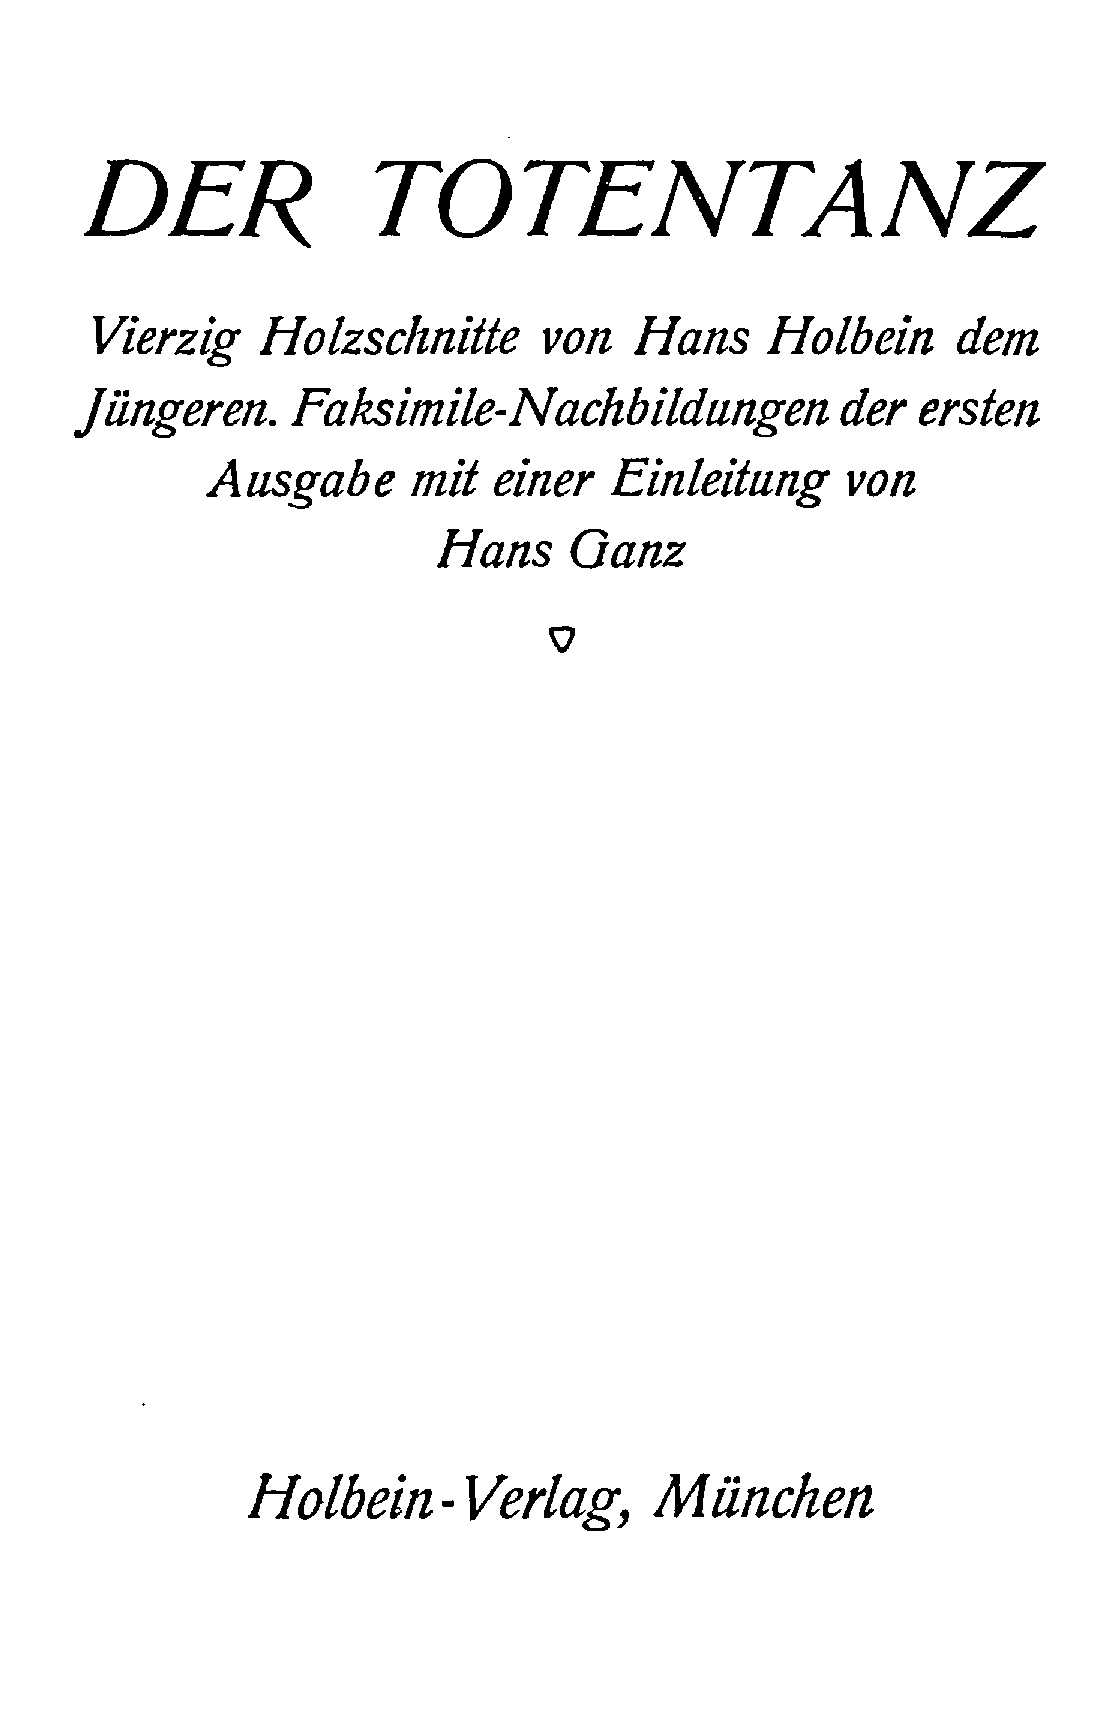 DER TOTENTANZ
Vierzig Holzschnitte von Hans Holbein dem
Jüngeren. Faksimile-Nachbildungen der ersten
Ausgabe mit einer Einleitung von
Hans Ganz
Holbein-Verlag, München